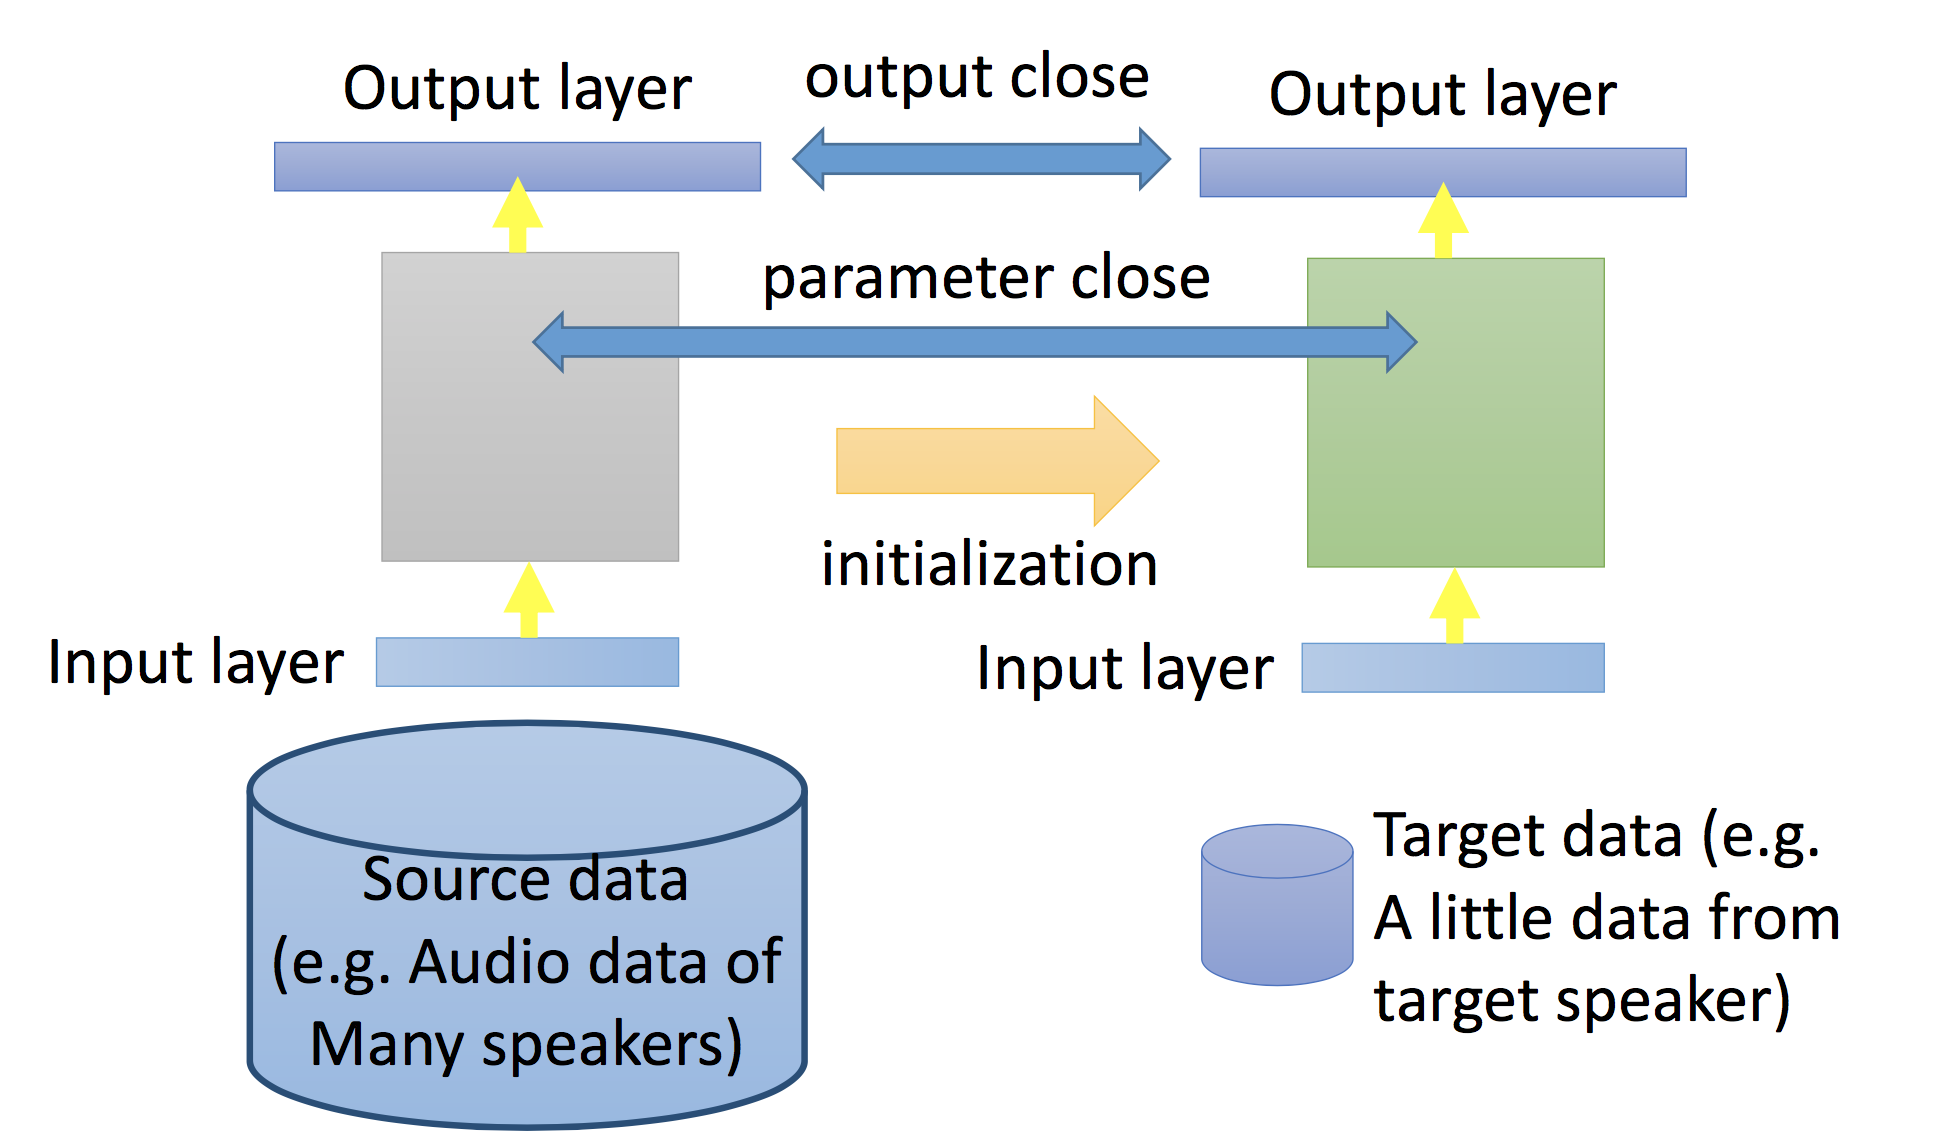 Output layer
output close
Output layer
parameter close
initialization
Input layer
Input layer
Source data
(e.g. Audio data of
Many speakers)
Target data (e.g.
A little data from
target speaker)